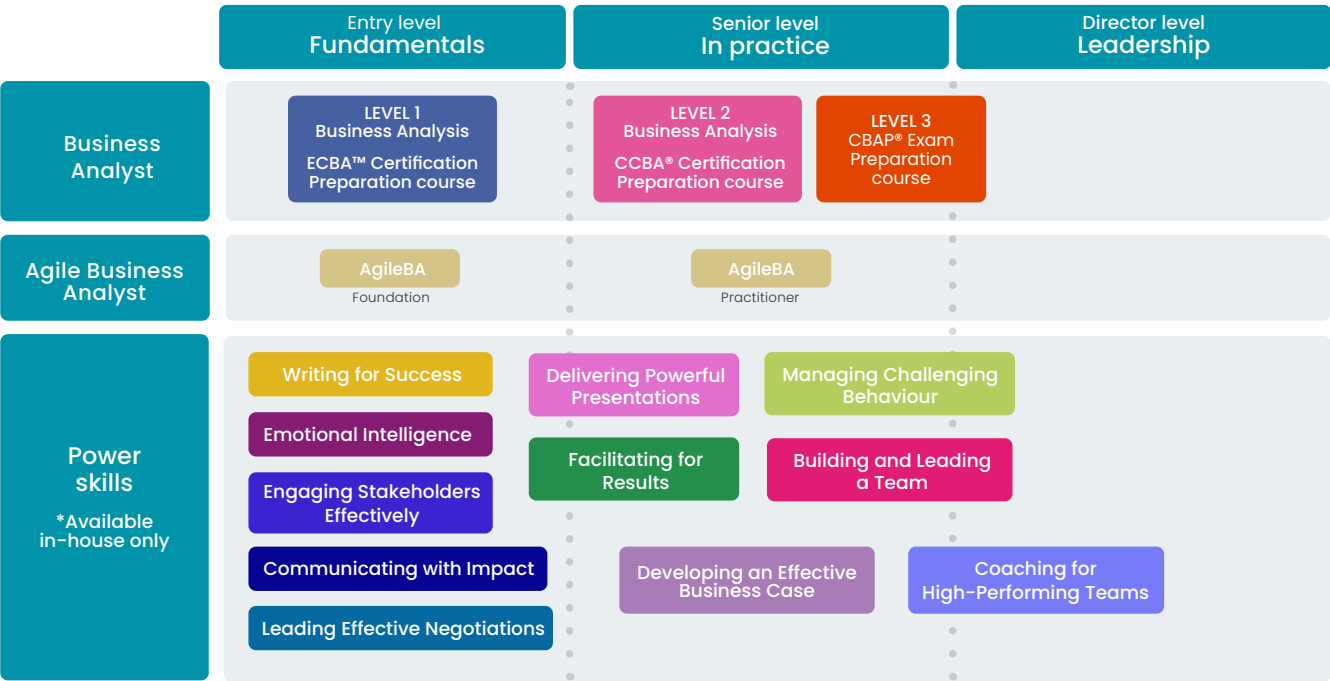 Entry level
Fundamentals
Senior level
In practice
Director level
Leadership
Business
Analyst
LEVEL 1
Business Analysis
ECBA™ Certification
Preparation course
LEVEL 2
Business Analysis
CCBA® Certification
Preparation course
LEVEL 3
CBAP® Exam
Preparation
course
Agile Business
Analyst
AgileBA
Foundation
AgileBA
Practitioner
Power
skills
*Available
in-house only
Writing for Success
Emotional Intelligence
Engaging Stakeholders
Effectively
Communicating with Impact
Leading Effective Negotiations
Delivering Powerful
Presentations
Facilitating for
Results
Managing Challenging
Behaviour
Building and Leading
a Team
Developing an Effective
Business Case
Coaching for
High-Performing Teams